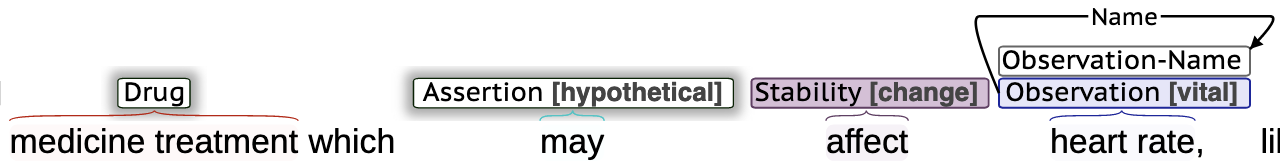 Name
Observation-Name
Drug Assertion [hypothetical] Stability [change] Observation [vital]
medicine treatment which may affect heart rate,